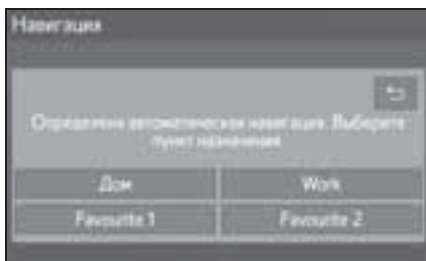 Навигация
Определена автоматическая навигация. Выберите
пункт назначения
Дом
Work
Favourite 1
Favourite 2